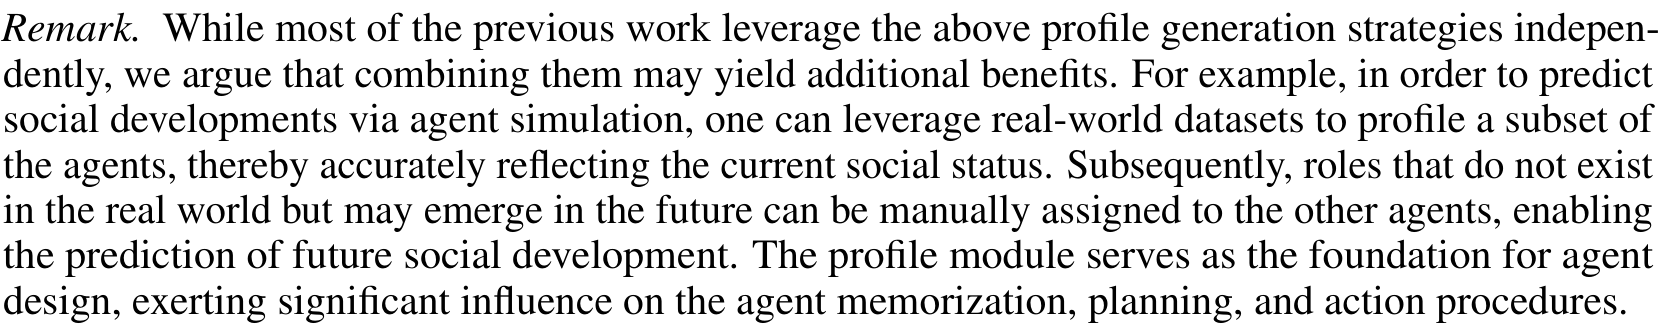 Remark. While most of the previous work leverage the above profile generation strategies indepen-
dently, we argue that combining them may yield additional benefits. For example, in order to predict
social developments via agent simulation, one can leverage real-world datasets to profile a subset of
the agents, thereby accurately reflecting the current social status. Subsequently, roles that do not exist
in the real world but may emerge in the future can be manually assigned to the other agents, enabling
the prediction of future social development. The profile module serves as the foundation for agent
design, exerting significant influence on the agent memorization, planning, and action procedures.